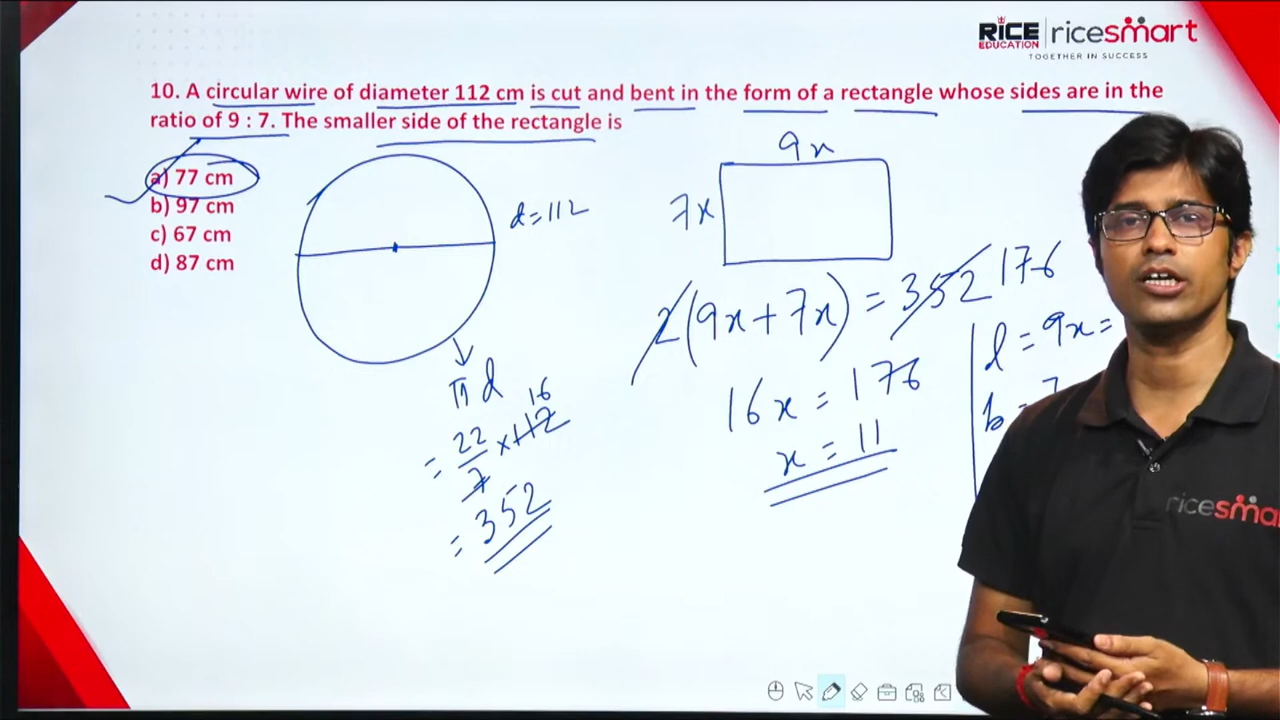 RICE EDUCATION ricesmart
TOGETHER IN SUCCESS
10. A circular wire of diameter 112 cm is cut and bent in the form of a rectangle whose sides are in the
ratio of 9 : 7. The smaller side of the rectangle is
a) 77 cm
b) 97 cm
c) 67 cm
d) 87 cm
d=112
πd
= 22/7 × 112 16
= 352
9x
7x
2(9x+7x) = 352 176
16x = 176
x = 11
l = 9x =
b = 7
ricesma